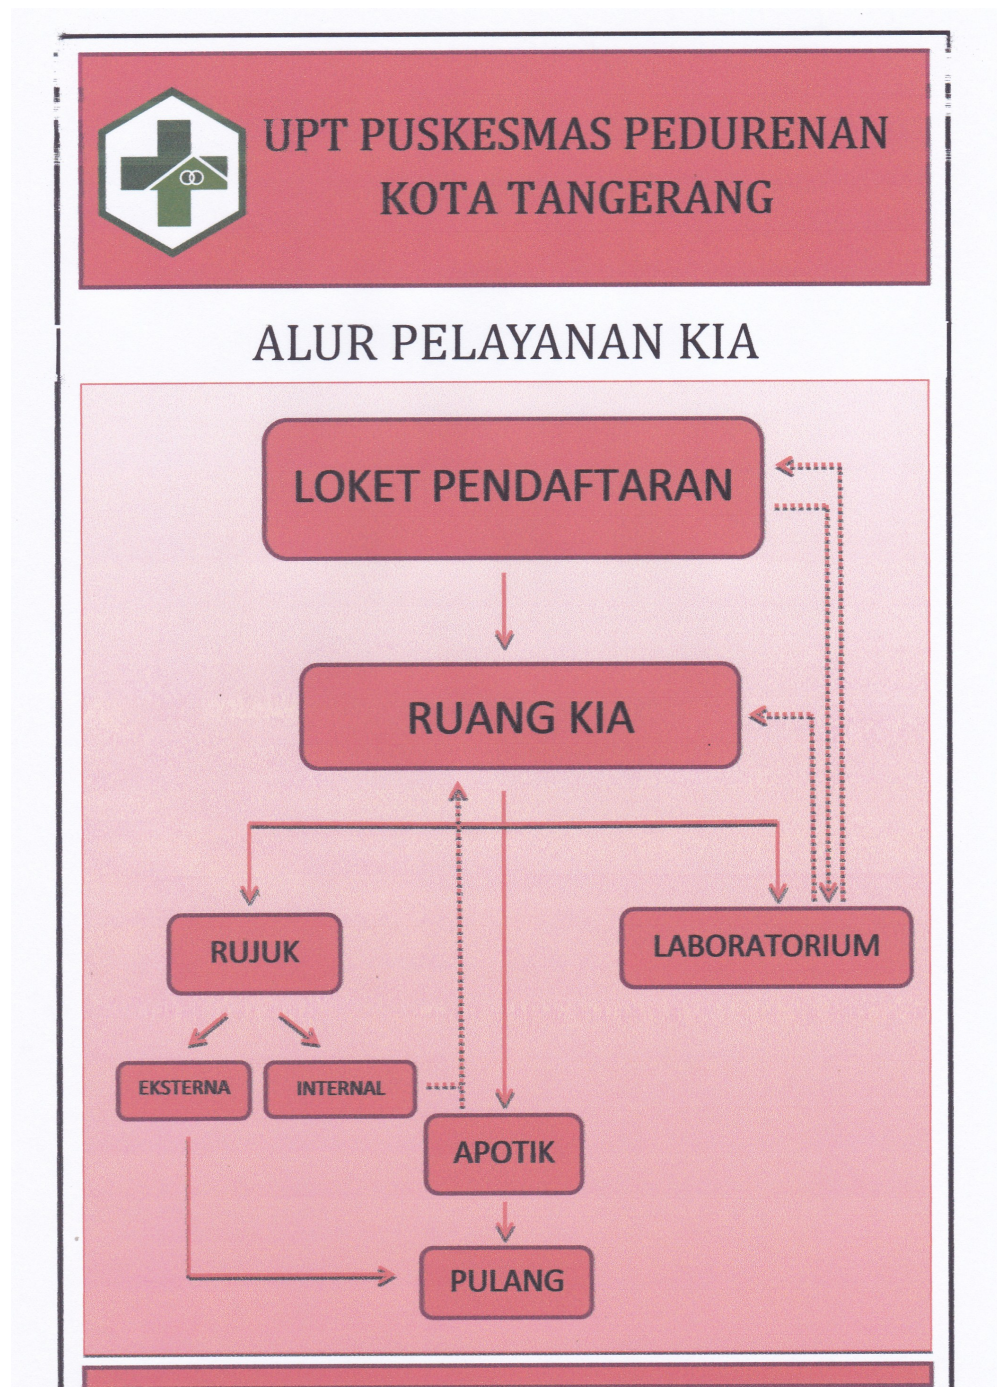 UPT PUSKESMAS PEDURENAN
KOTA TANGERANG
ALUR PELAYANAN KIA
LOKET PENDAFTARAN
RUANG KIA
RUJUK
LABORATORIUM
EKSTERNA
INTERNAL
APOTIK
PULANG